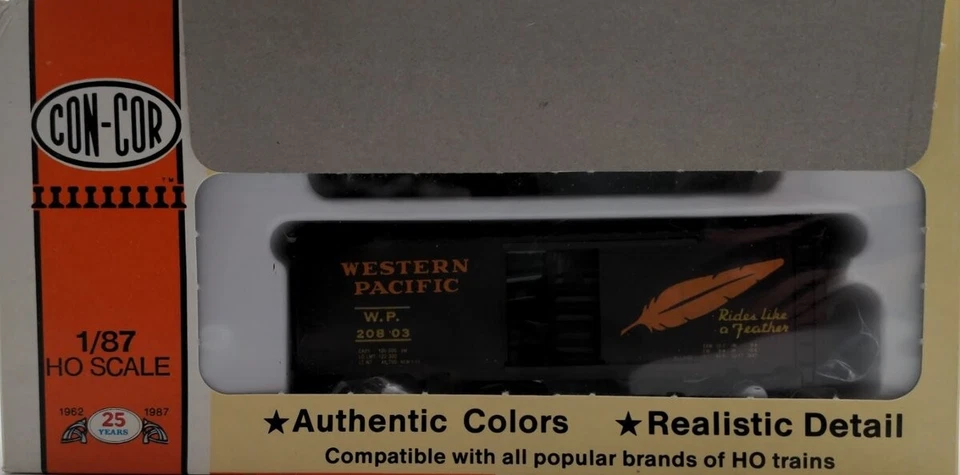 CON-COR
TM
1/87
HO SCALE
1962 25 1987
YEARS
WESTERN
PACIFIC
W.P.
208 03
Rides Like
a Feather
★Authentic Colors ★Realistic Detail
Compatible with all popular brands of HO trains